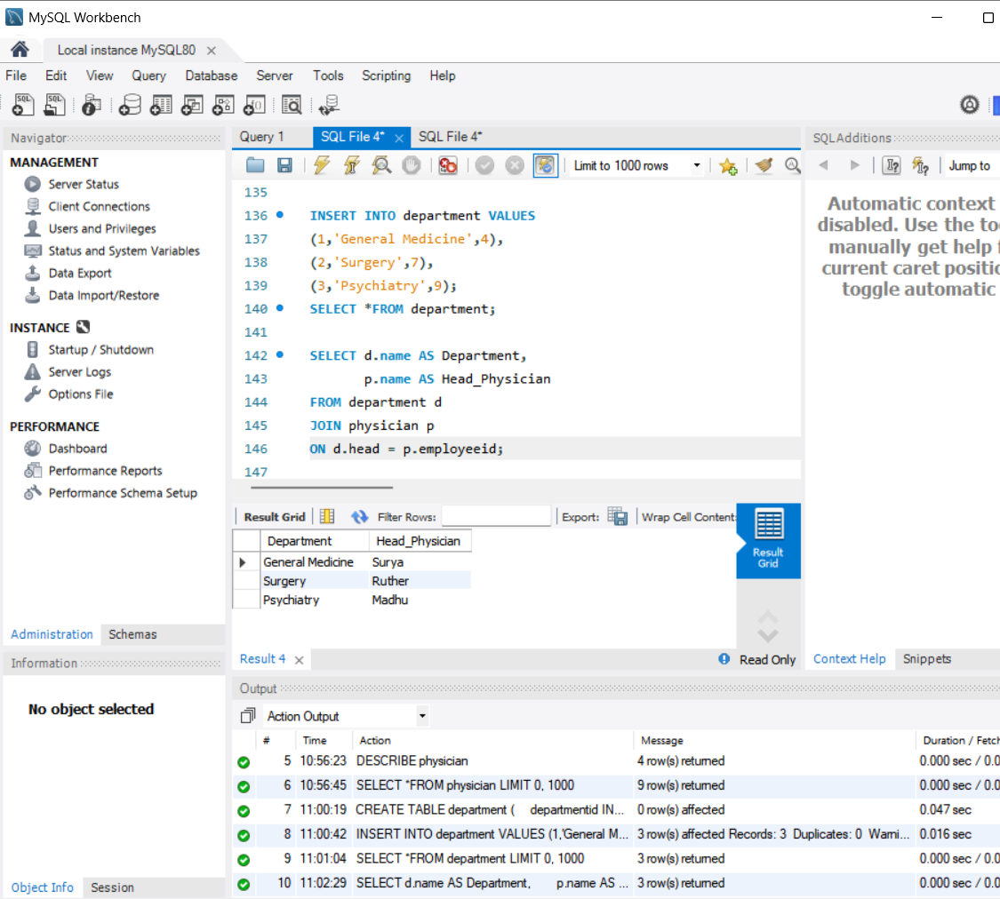 MySQL Workbench
Local instance MySQL80
File Edit View Query Database Server Tools Scripting Help
Navigator
MANAGEMENT
Server Status
Client Connections
Users and Privileges
Status and System Variables
Data Export
Data Import/Restore
INSTANCE
Startup / Shutdown
Server Logs
Options File
PERFORMANCE
Dashboard
Performance Reports
Performance Schema Setup
Administration Schemas
Information
No object selected
Object Info Session
Query 1 SQL File 4* SQL File 4*
Limit to 1000 rows
135
136 INSERT INTO department VALUES
137 (1,'General Medicine',4),
138 (2,'Surgery',7),
139 (3,'Psychiatry',9);
140 SELECT *FROM department;
141
142 SELECT d.name AS Department,
143 p.name AS Head_Physician
144 FROM department d
145 JOIN physician p
146 ON d.head = p.employeeid;
147
Result Grid Filter Rows: Export: Wrap Cell Content:
Department Head_Physician
General Medicine Surya
Surgery Ruther
Psychiatry Madhu
Result Grid
Result 4 Read Only
SQLAdditions
Jump to
Automatic context
disabled. Use the too
manually get help f
current caret positio
toggle automatic
Context Help Snippets
Output
Action Output
# Time Action Message Duration / Fetch
5 10:56:23 DESCRIBE physician 4 row(s) returned 0.000 sec / 0.0
6 10:56:45 SELECT *FROM physician LIMIT 0, 1000 9 row(s) returned 0.000 sec / 0.0
7 11:00:19 CREATE TABLE department ( departmentid IN... 0 row(s) affected 0.047 sec
8 11:00:42 INSERT INTO department VALUES (1,'General M... 3 row(s) affected Records: 3 Duplicates: 0 Warni... 0.016 sec
9 11:01:04 SELECT *FROM department LIMIT 0, 1000 3 row(s) returned 0.000 sec / 0.0
10 11:02:29 SELECT d.name AS Department, p.name AS ... 3 row(s) returned 0.000 sec / 0.0